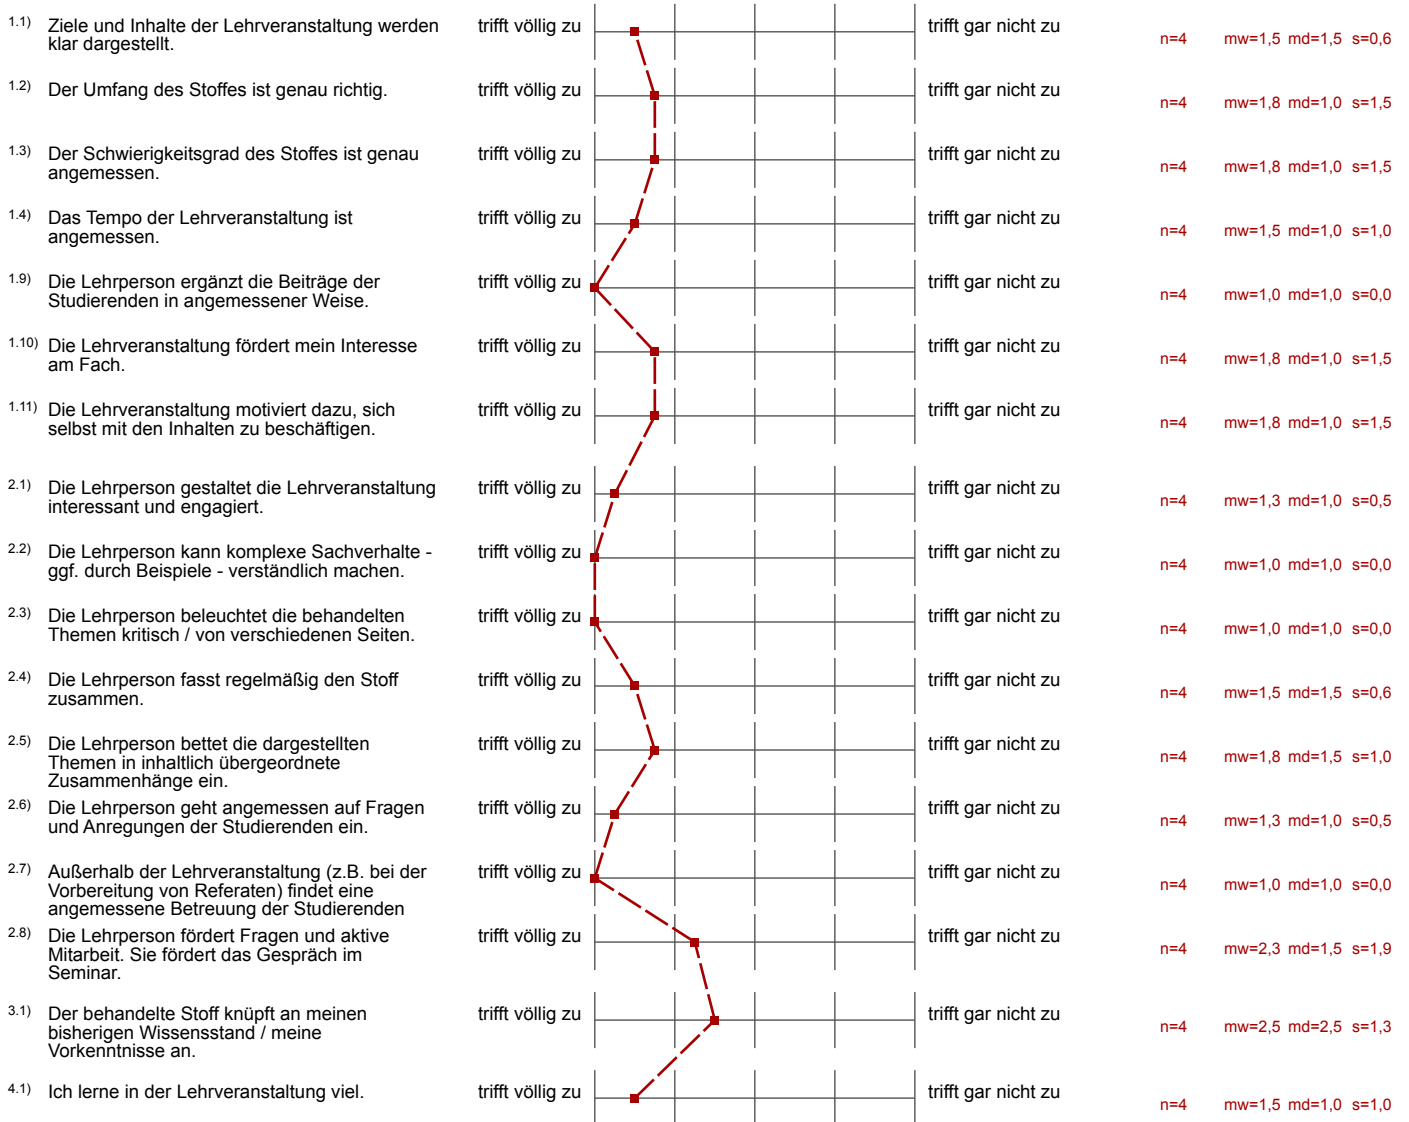 1.1) Ziele und Inhalte der Lehrveranstaltung werden
klar dargestellt.
trifft völlig zu trifft gar nicht zu
n=4 mw=1,5 md=1,5 s=0,6
1.2) Der Umfang des Stoffes ist genau richtig.
trifft völlig zu trifft gar nicht zu
n=4 mw=1,8 md=1,0 s=1,5
1.3) Der Schwierigkeitsgrad des Stoffes ist genau
angemessen.
trifft völlig zu trifft gar nicht zu
n=4 mw=1,8 md=1,0 s=1,5
1.4) Das Tempo der Lehrveranstaltung ist
angemessen.
trifft völlig zu trifft gar nicht zu
n=4 mw=1,5 md=1,0 s=1,0
1.9) Die Lehrperson ergänzt die Beiträge der
Studierenden in angemessener Weise.
trifft völlig zu trifft gar nicht zu
n=4 mw=1,0 md=1,0 s=0,0
1.10) Die Lehrveranstaltung fördert mein Interesse
am Fach.
trifft völlig zu trifft gar nicht zu
n=4 mw=1,8 md=1,0 s=1,5
1.11) Die Lehrveranstaltung motiviert dazu, sich
selbst mit den Inhalten zu beschäftigen.
trifft völlig zu trifft gar nicht zu
n=4 mw=1,8 md=1,0 s=1,5
2.1) Die Lehrperson gestaltet die Lehrveranstaltung
interessant und engagiert.
trifft völlig zu trifft gar nicht zu
n=4 mw=1,3 md=1,0 s=0,5
2.2) Die Lehrperson kann komplexe Sachverhalte -
ggf. durch Beispiele - verständlich machen.
trifft völlig zu trifft gar nicht zu
n=4 mw=1,0 md=1,0 s=0,0
2.3) Die Lehrperson beleuchtet die behandelten
Themen kritisch / von verschiedenen Seiten.
trifft völlig zu trifft gar nicht zu
n=4 mw=1,0 md=1,0 s=0,0
2.4) Die Lehrperson fasst regelmäßig den Stoff
zusammen.
trifft völlig zu trifft gar nicht zu
n=4 mw=1,5 md=1,5 s=0,6
2.5) Die Lehrperson bettet die dargestellten
Themen in inhaltlich übergeordnete
Zusammenhänge ein.
trifft völlig zu trifft gar nicht zu
n=4 mw=1,8 md=1,5 s=1,0
2.6) Die Lehrperson geht angemessen auf Fragen
und Anregungen der Studierenden ein.
trifft völlig zu trifft gar nicht zu
n=4 mw=1,3 md=1,0 s=0,5
2.7) Außerhalb der Lehrveranstaltung (z.B. bei der
Vorbereitung von Referaten) findet eine
angemessene Betreuung der Studierenden
trifft völlig zu trifft gar nicht zu
n=4 mw=1,0 md=1,0 s=0,0
2.8) Die Lehrperson fördert Fragen und aktive
Mitarbeit. Sie fördert das Gespräch im
Seminar.
trifft völlig zu trifft gar nicht zu
n=4 mw=2,3 md=1,5 s=1,9
3.1) Der behandelte Stoff knüpft an meinen
bisherigen Wissensstand / meine
Vorkenntnisse an.
trifft völlig zu trifft gar nicht zu
n=4 mw=2,5 md=2,5 s=1,3
4.1) Ich lerne in der Lehrveranstaltung viel.
trifft völlig zu trifft gar nicht zu
n=4 mw=1,5 md=1,0 s=1,0